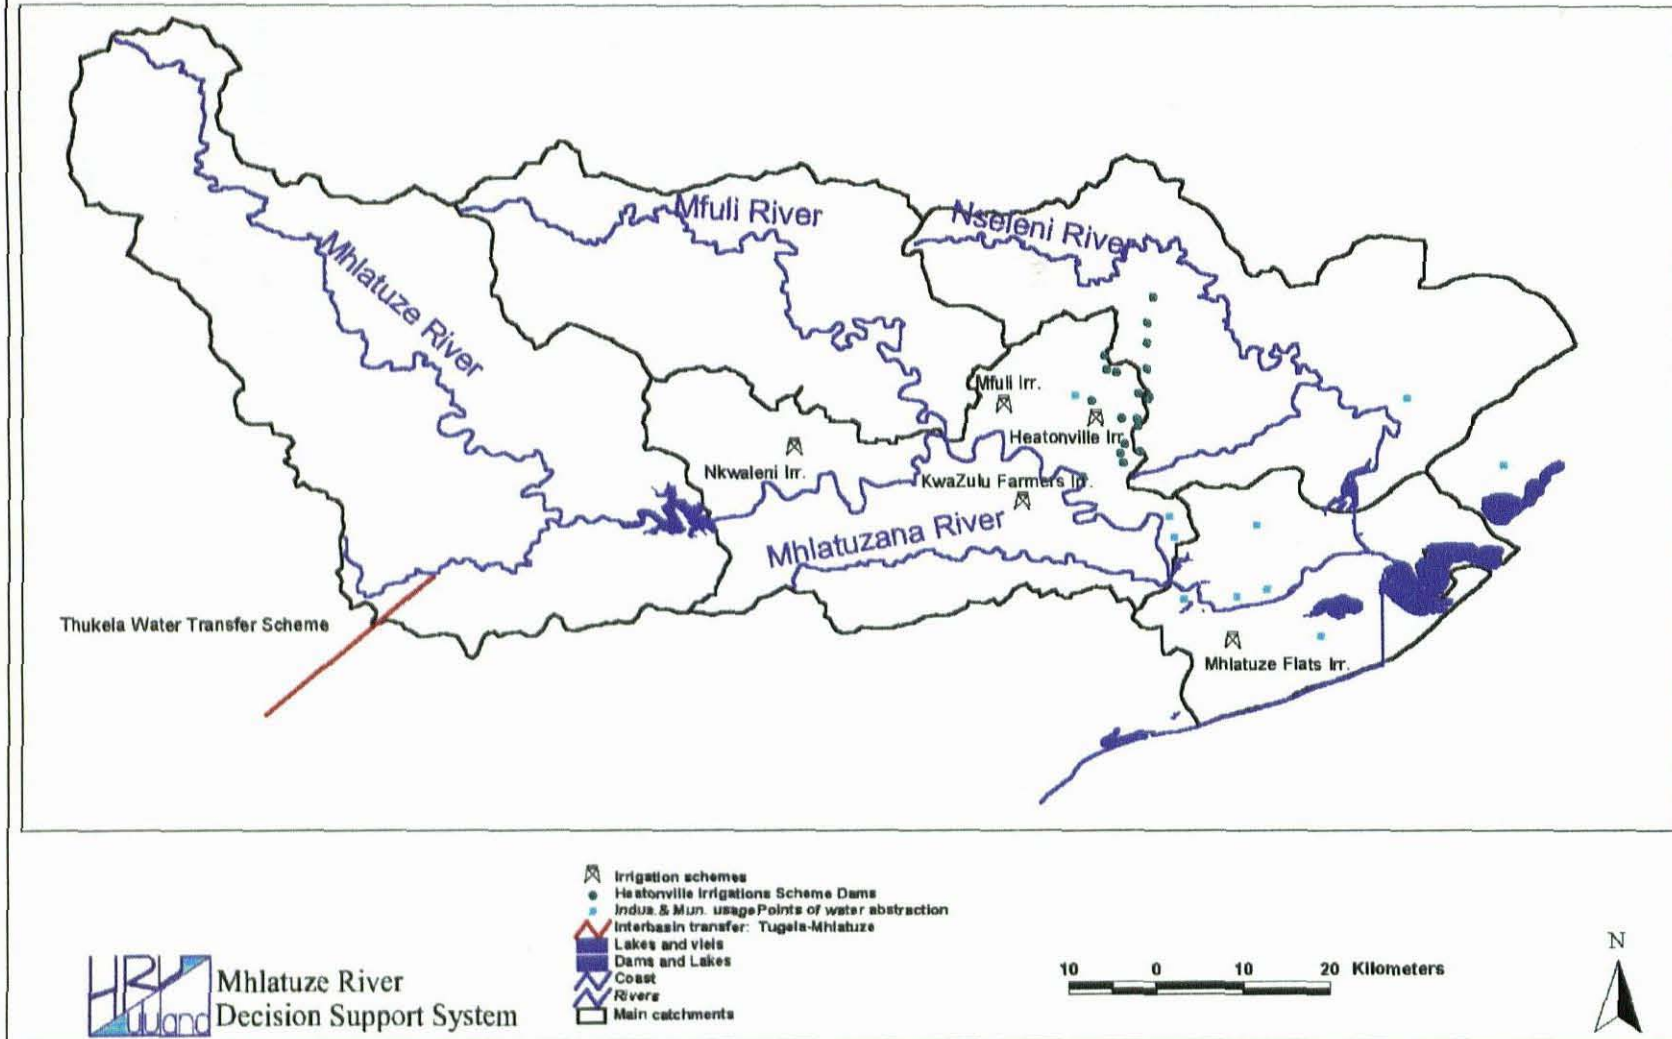 Mfuli River
Nseleni River
Mhlatuze River
Mfuli Irr.
Heatonville Irr.
Nkwaleni Irr.
KwaZulu Farmers Irr.
Mhlatuzana River
Thukela Water Transfer Scheme
Mhlatuze Flats Irr.
Irrigation schemes
Heatonville Irrigations Scheme Dams
Indus.& Mun. usagePoints of water abstraction
Interbasin transfer: Tugela-Mhlatuze
Lakes and vleis
Dams and Lakes
Coast
Rivers
Main catchments
HRU
Zululand
Mhlatuze River
Decision Support System
10 0 10 20 Kilometers
N